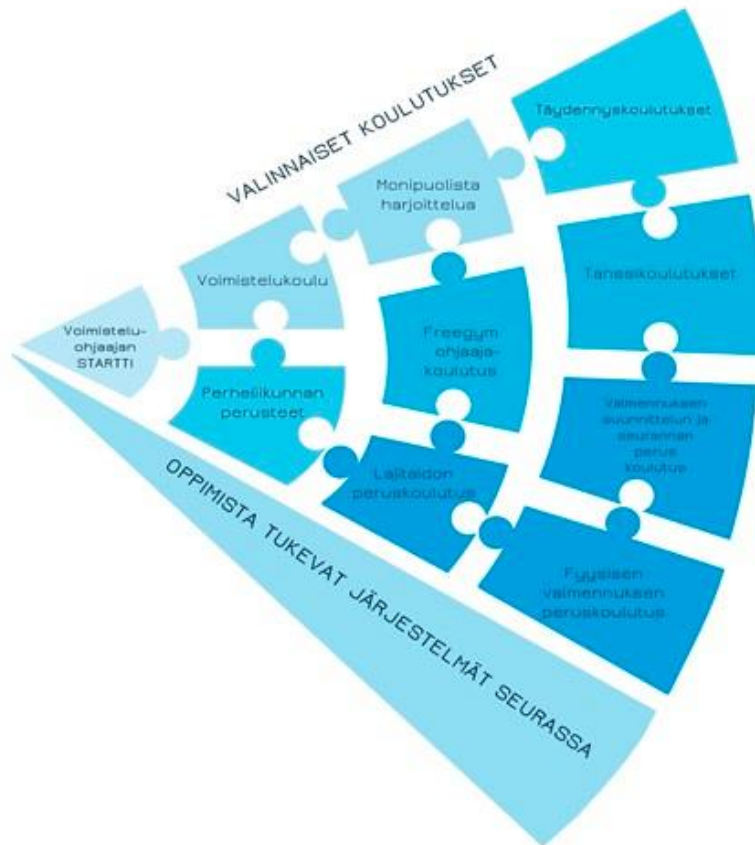 VALINNAISET KOULUTUKSET
Täydennyskoulutukset
Monipuolista
harjoittelua
Voimistelukoulu
Tanssikoulutukset
Voimistelu-
ohjaajan
STARTTI
Freegym
ohjaaja-
koulutus
Perheliikunnan
perusteet
Valmennuksen
suunnittelun ja
seurannan
perus
koulutus
Lajitaidon
peruskoulutus
Fyysisen
valmennuksen
peruskoulutus
OPPIMISTA TUKEVAT JÄRJESTELMÄT SEURASSA